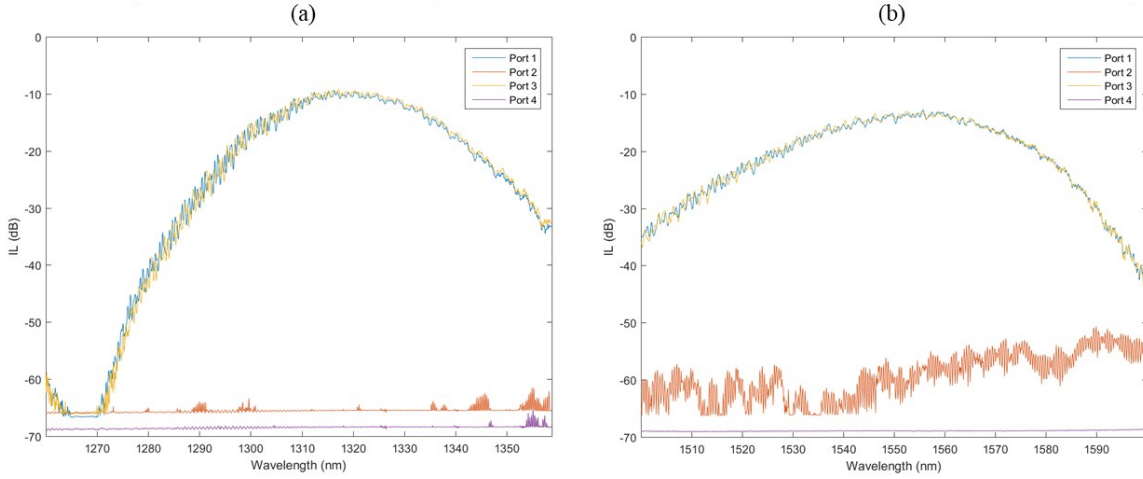 (a)
0
-10
-20
-30
-40
-50
-60
-70
IL (dB)
1270 1280 1290 1300 1310 1320 1330 1340 1350
Wavelength (nm)
Port 1
Port 2
Port 3
Port 4
(b)
0
-10
-20
-30
-40
-50
-60
-70
IL (dB)
1510 1520 1530 1540 1550 1560 1570 1580 1590
Wavelength (nm)
Port 1
Port 2
Port 3
Port 4